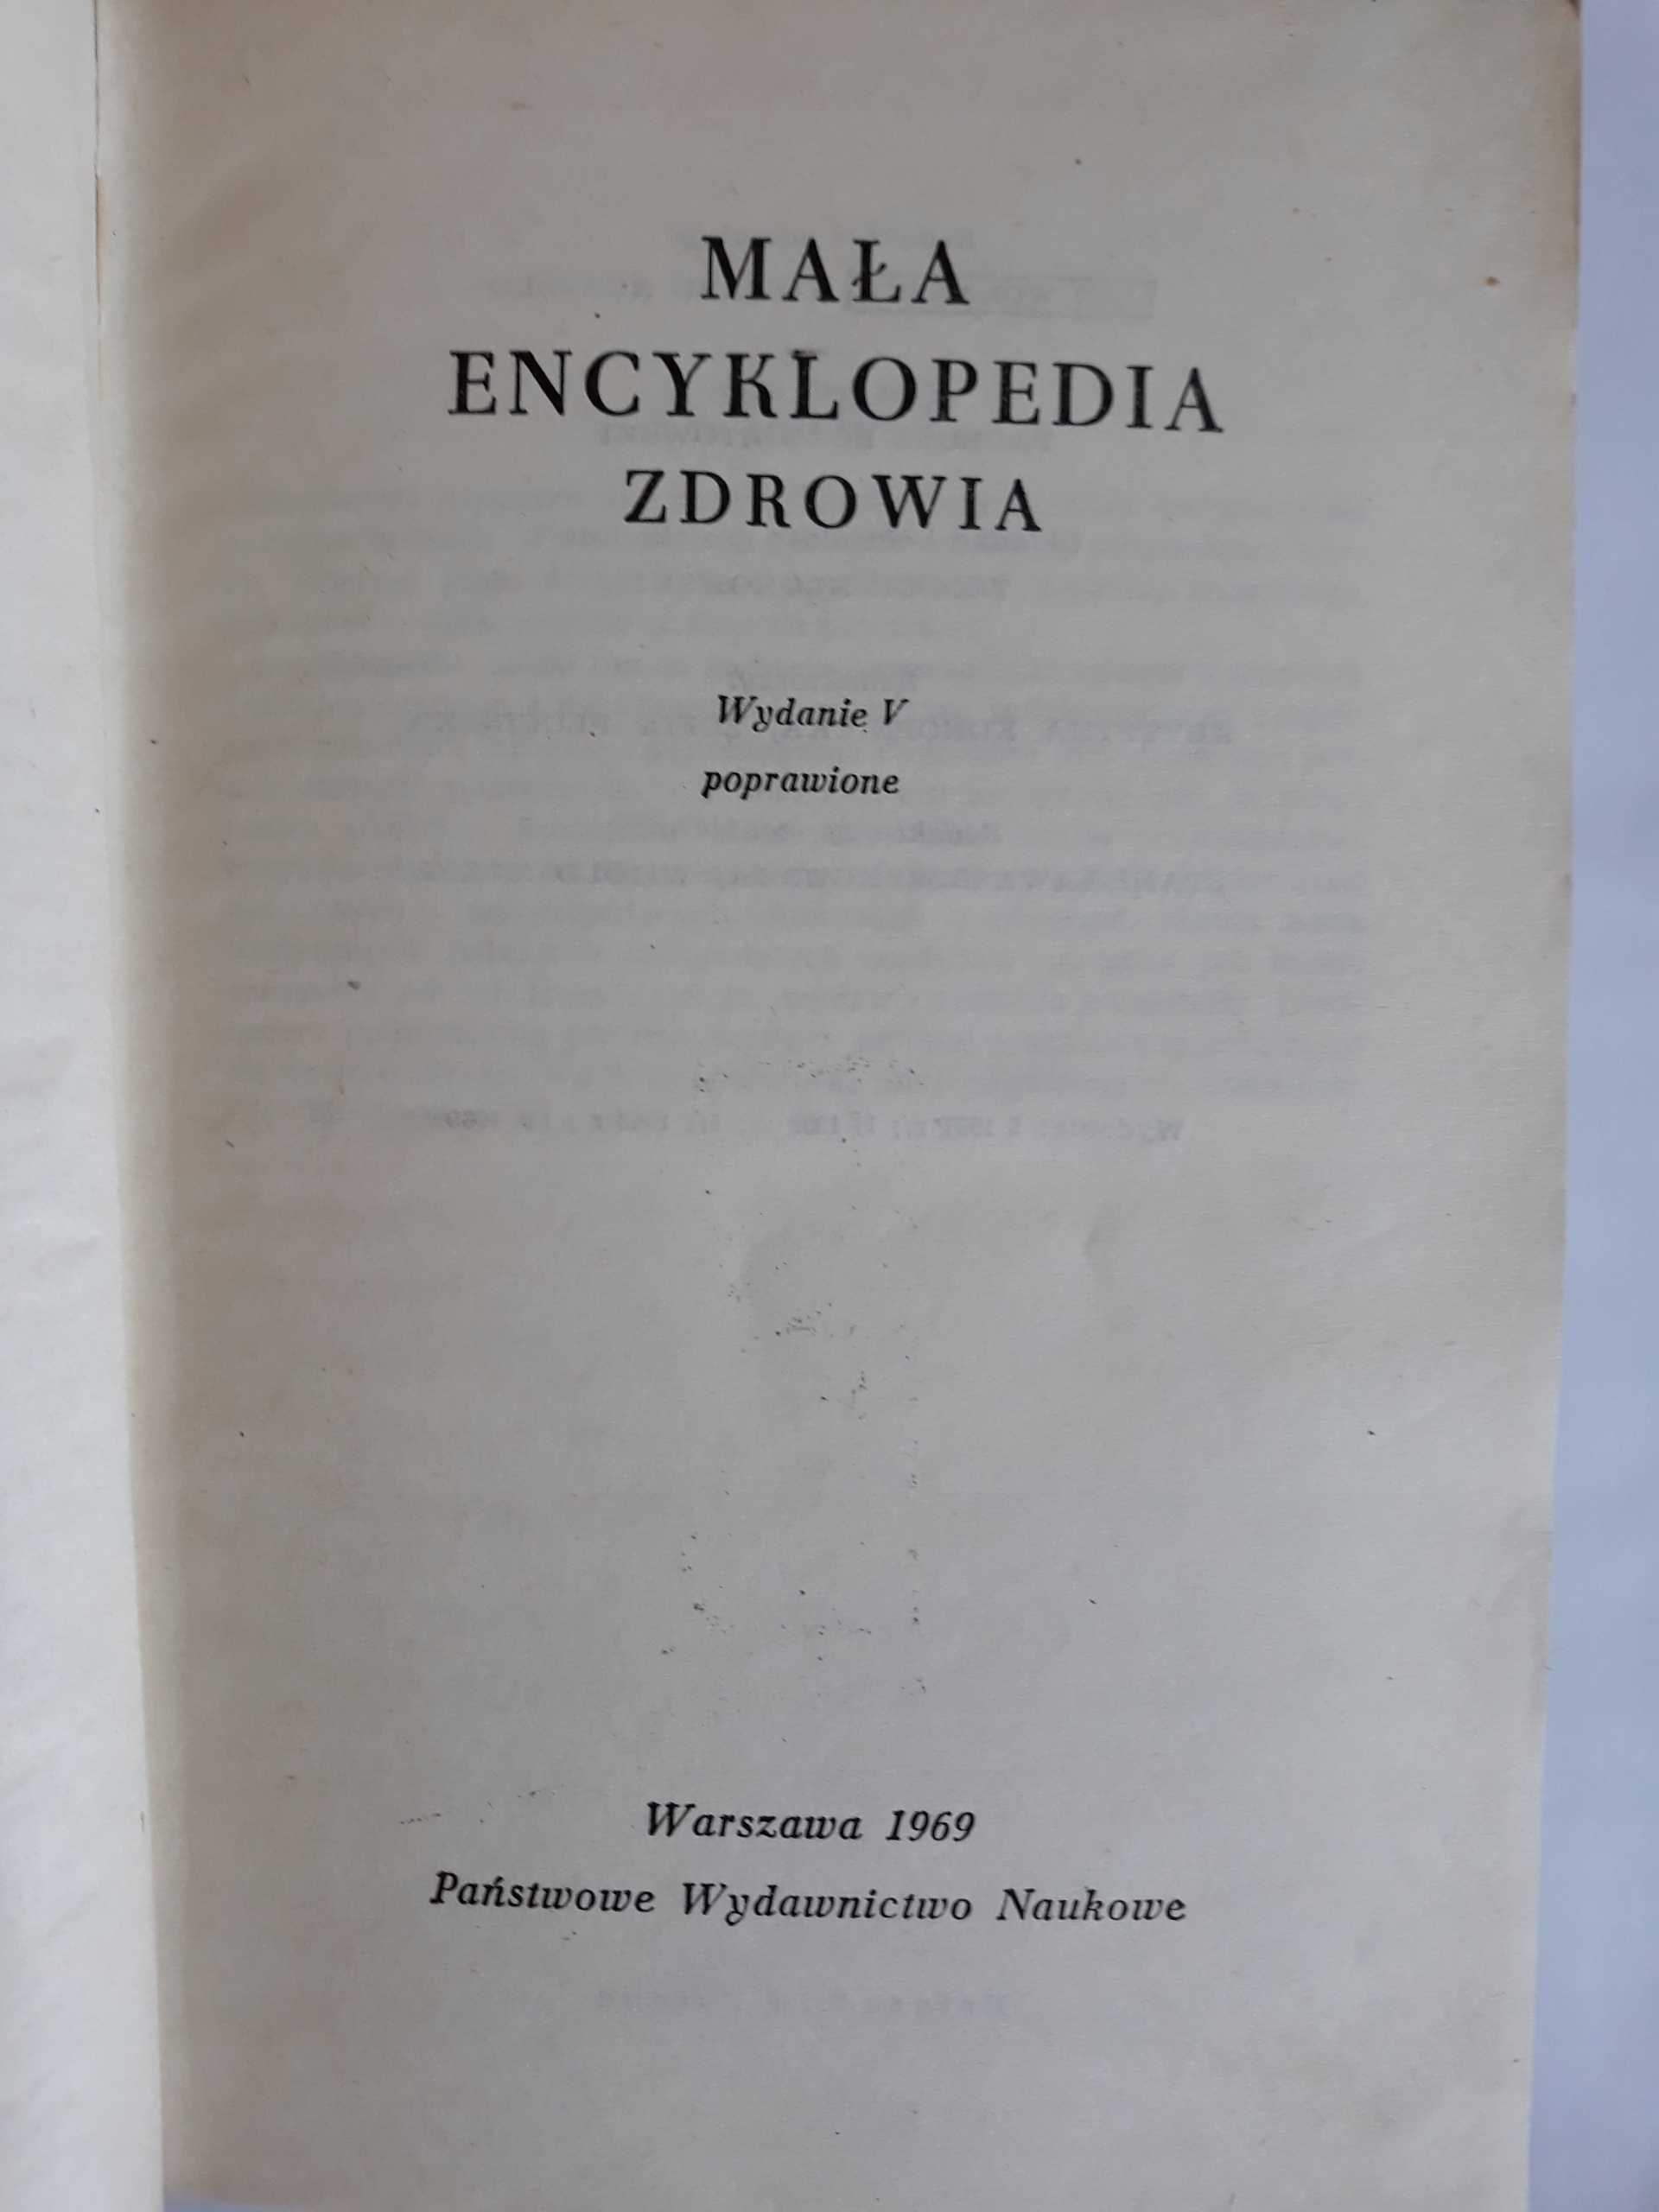 MAŁA
ENCYKLOPEDIA
ZDROWIA
Wydanie V
poprawione
Warszawa 1969
Państwowe Wydawnictwo Naukowe